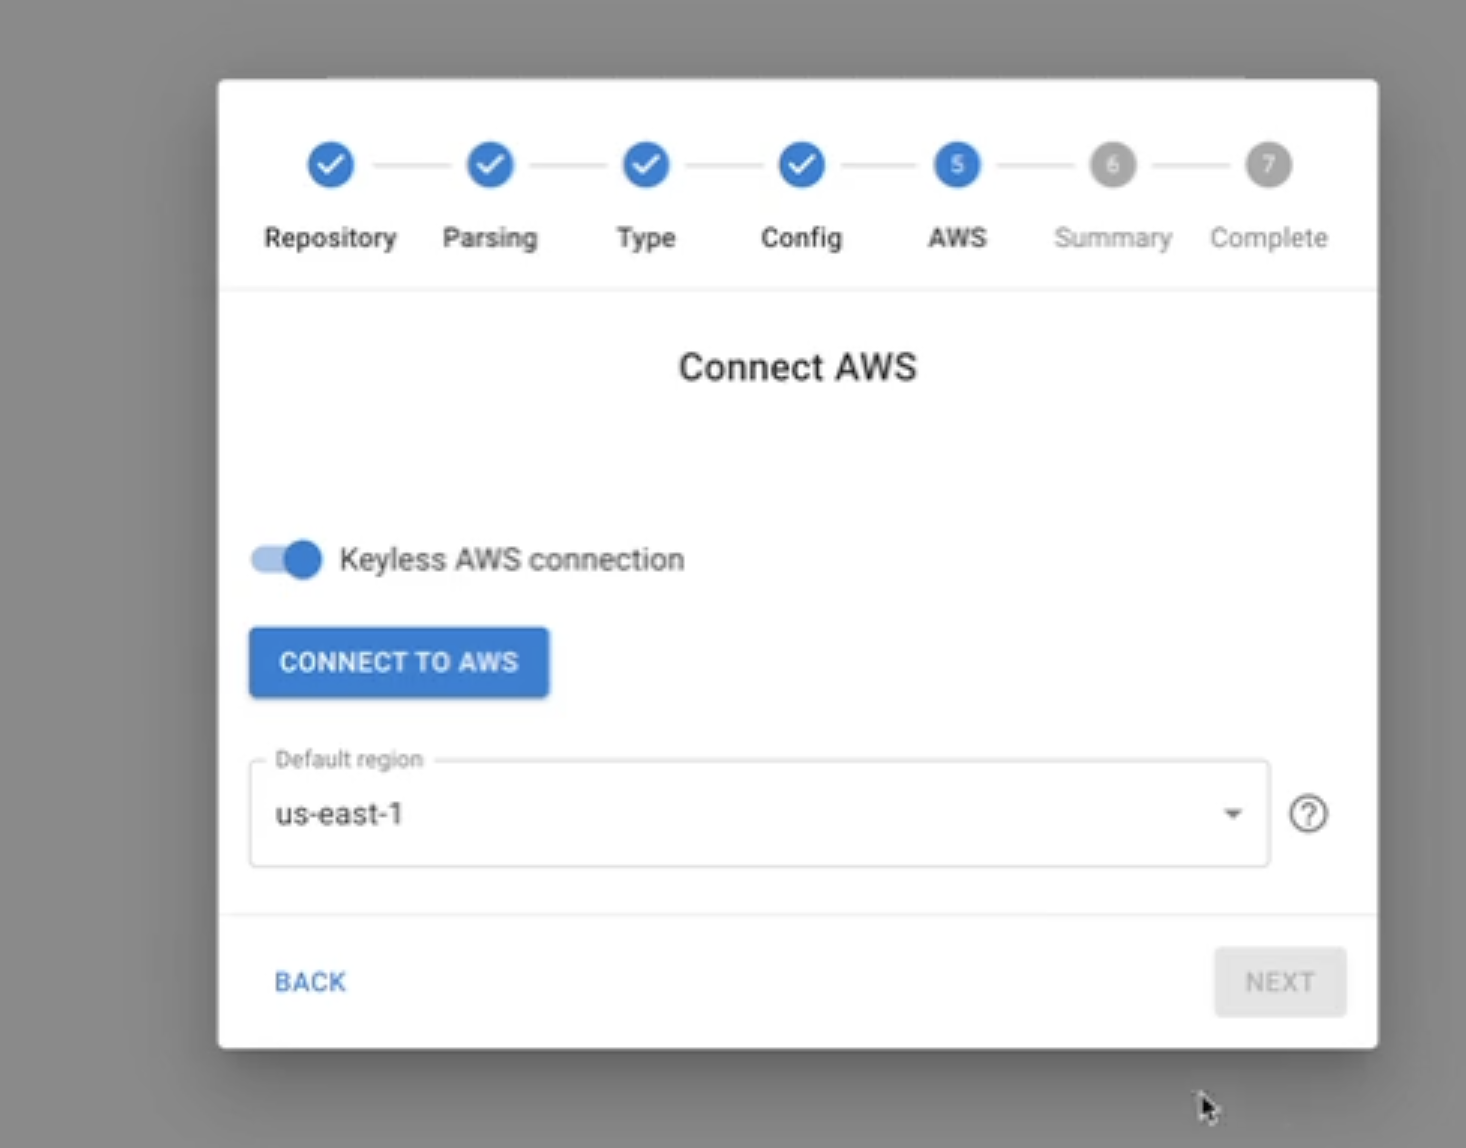 5 6 7
Repository Parsing Type Config AWS Summary Complete
Connect AWS
Keyless AWS connection
CONNECT TO AWS
Default region
us-east-1
?
BACK NEXT